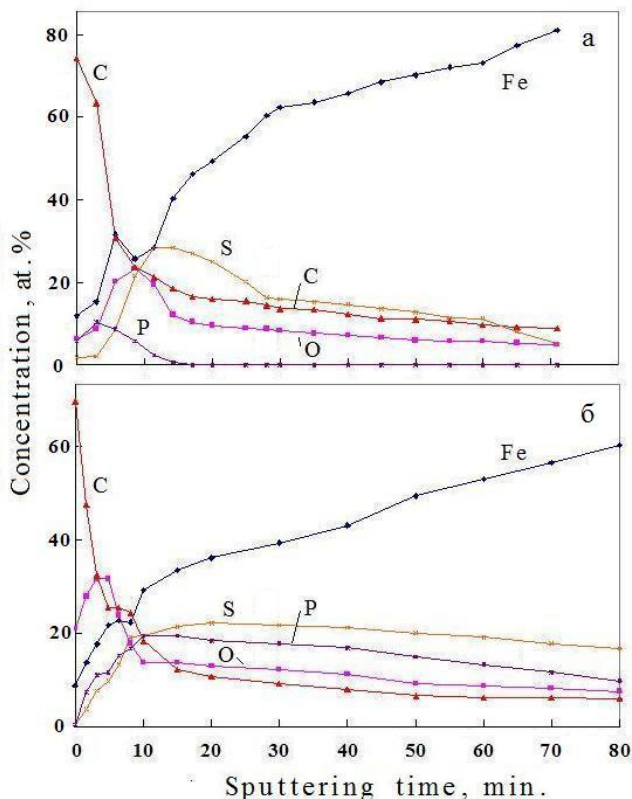 80
60
40
20
0
а
C
Fe
S
C
P
O
60
40
20
0
б
C
Fe
S
P
O
0
10
20
30
40
50
60
70
80
Concentration, at.%
Sputtering time, min.